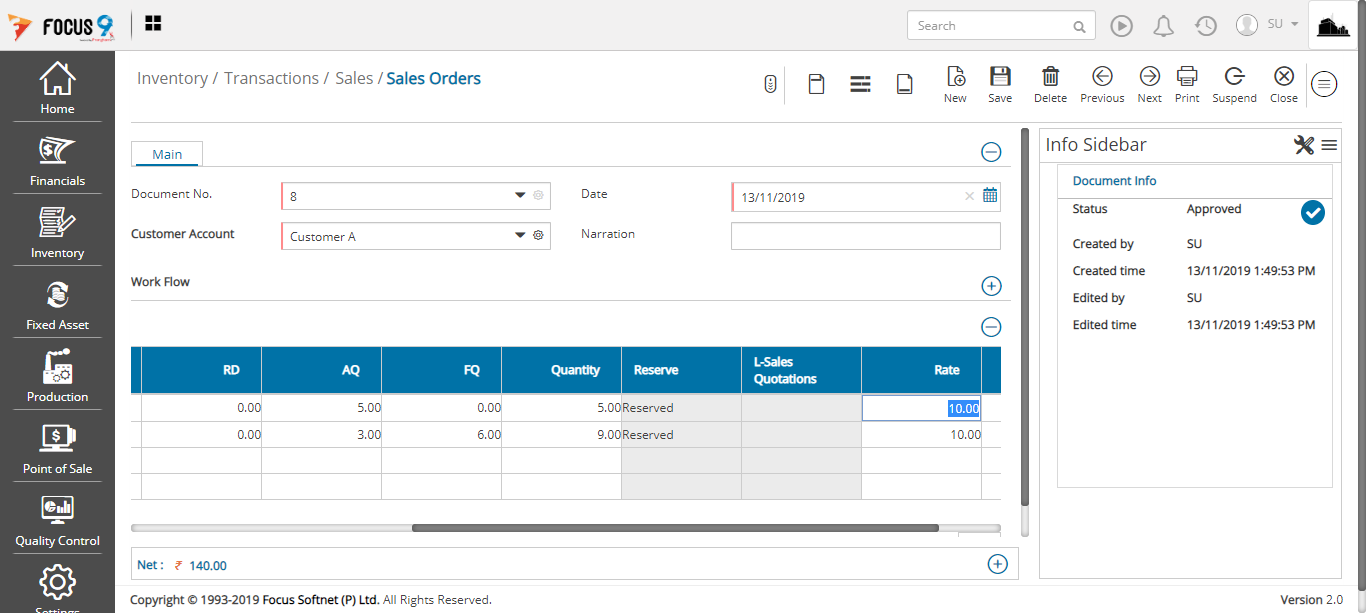 FOCUS 9
Search
SU
Home
Financials
Inventory
Fixed Asset
Production
Point of Sale
Quality Control
Settings
Inventory / Transactions / Sales / Sales Orders
New Save Delete Previous Next Print Suspend Close
Main
Document No. 8 Date 13/11/2019
Customer Account Customer A Narration
Work Flow
RD AQ FQ Quantity Reserve L-Sales Quotations Rate
0.00 5.00 0.00 5.00 Reserved 10.00
0.00 3.00 6.00 9.00 Reserved 10.00
Net : ₹ 140.00
Info Sidebar
Document Info
Status Approved
Created by SU
Created time 13/11/2019 1:49:53 PM
Edited by SU
Edited time 13/11/2019 1:49:53 PM
Copyright © 1993-2019 Focus Softnet (P) Ltd. All Rights Reserved.
Version 2.0